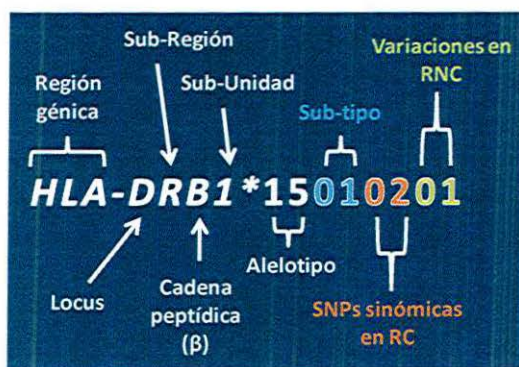 Sub-Región
Variaciones en
RNC
Región
génica
Sub-Unidad
Sub-tipo
HLA-DRB1*15010201
Locus
Cadena
peptídica
(β)
Alelotipo
SNPs sinómicas
en RC